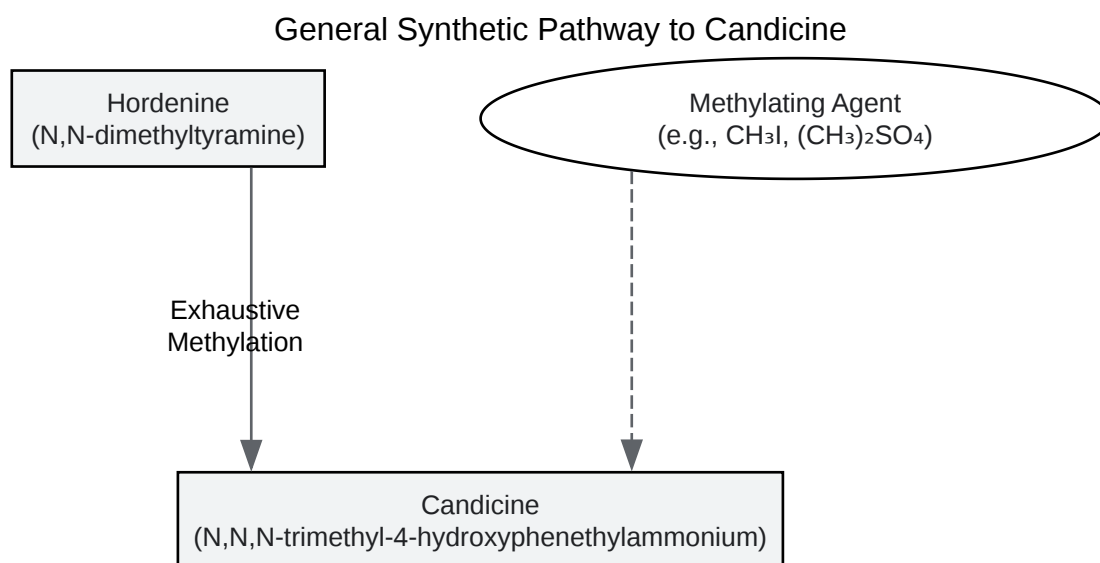 General Synthetic Pathway to Candicine
Hordenine
(N,N-dimethyltyramine)
Methylating Agent
(e.g., CH₃I, (CH₃)₂SO₄)
Exhaustive
Methylation
Candicine
(N,N,N-trimethyl-4-hydroxyphenethylammonium)